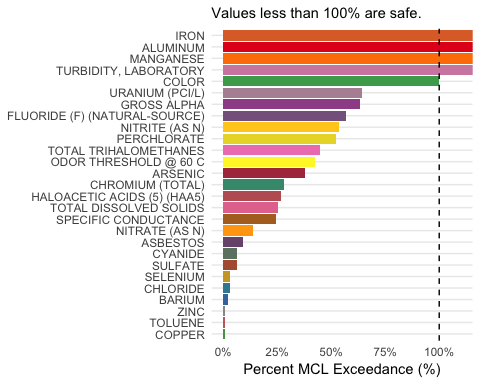 Values less than 100% are safe.
IRON
ALUMINUM
MANGANESE
TURBIDITY, LABORATORY
COLOR
URANIUM (PCI/L)
GROSS ALPHA
FLUORIDE (F) (NATURAL-SOURCE)
NITRITE (AS N)
PERCHLORATE
TOTAL TRIHALOMETHANES
ODOR THRESHOLD @ 60 C
ARSENIC
CHROMIUM (TOTAL)
HALOACETIC ACIDS (5) (HAA5)
TOTAL DISSOLVED SOLIDS
SPECIFIC CONDUCTANCE
NITRATE (AS N)
ASBESTOS
CYANIDE
SULFATE
SELENIUM
CHLORIDE
BARIUM
ZINC
TOLUENE
COPPER
0% 25% 50% 75% 100%
Percent MCL Exceedance (%)